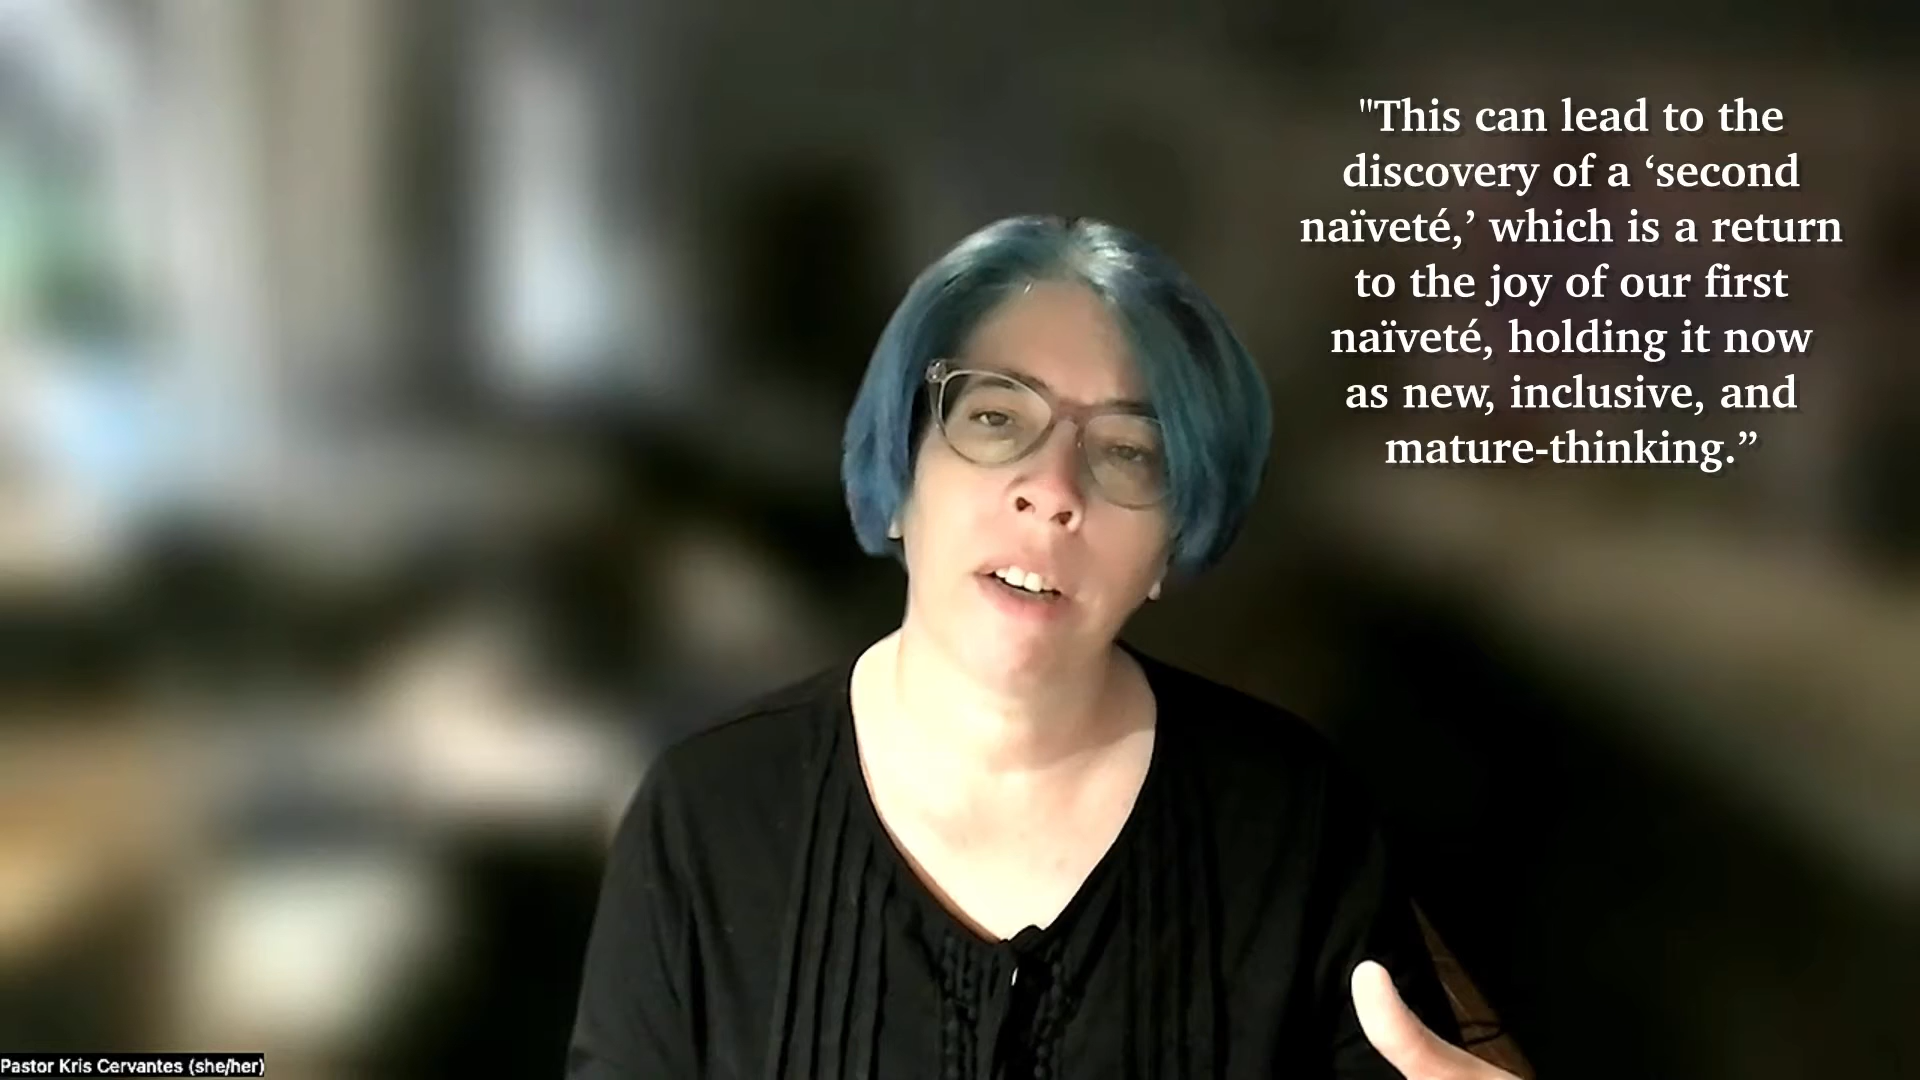 "This can lead to the
discovery of a ‘second
naïveté,’ which is a return
to the joy of our first
naïveté, holding it now
as new, inclusive, and
mature-thinking.”
Pastor Kris Cervantes (she/her)